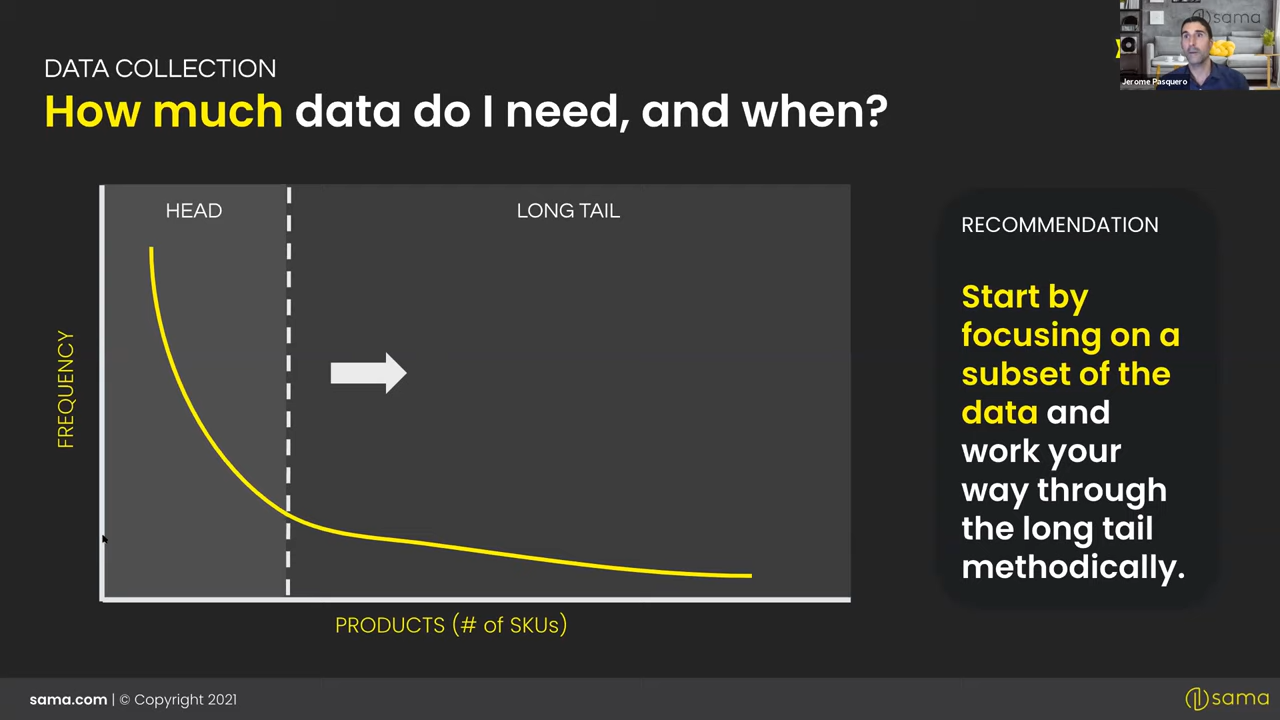 DATA COLLECTION
How much data do I need, and when?
sama
Jerome Pasquero
HEAD
LONG TAIL
FREQUENCY
PRODUCTS (# of SKUs)
RECOMMENDATION
Start by
focusing on a
subset of the
data and
work your
way through
the long tail
methodically.
sama.com | © Copyright 2021
sama